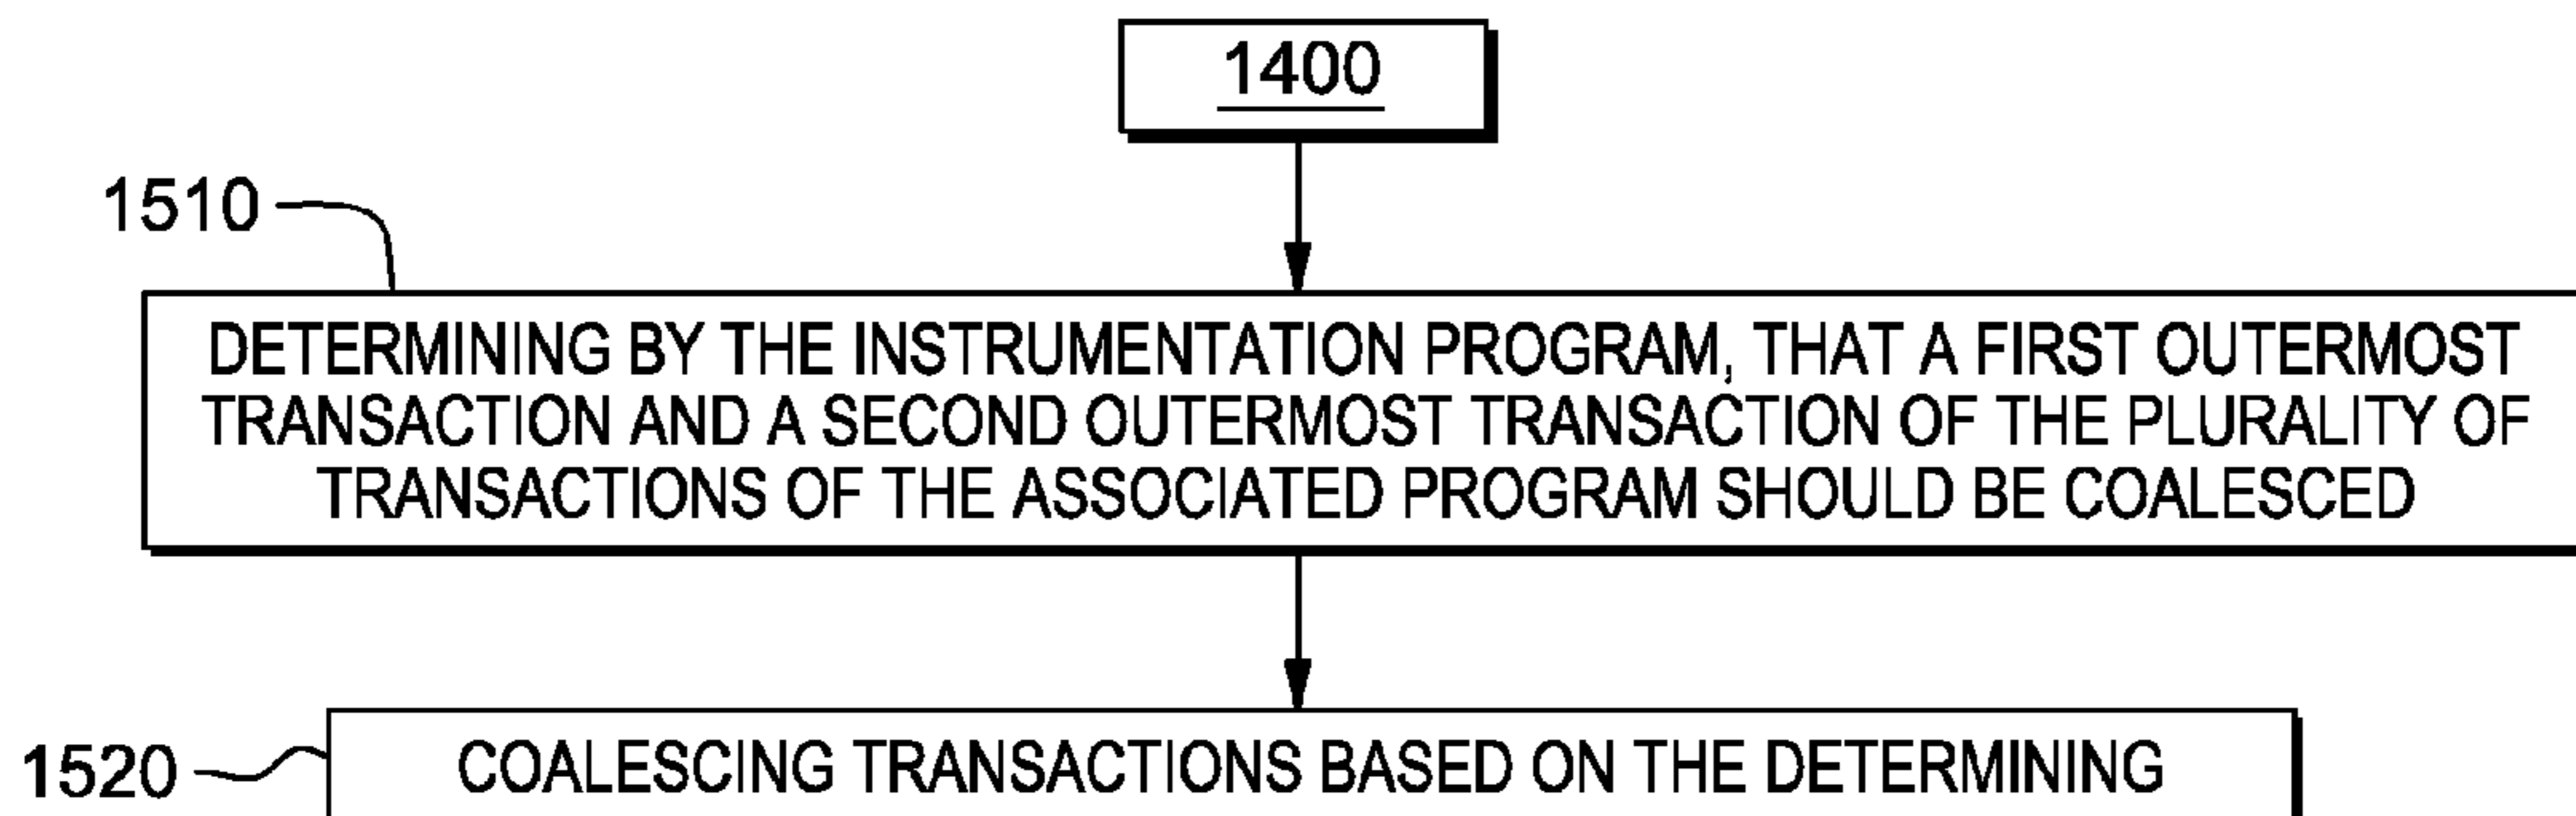 1400
1510
DETERMINING BY THE INSTRUMENTATION PROGRAM, THAT A FIRST OUTERMOST
TRANSACTION AND A SECOND OUTERMOST TRANSACTION OF THE PLURALITY OF
TRANSACTIONS OF THE ASSOCIATED PROGRAM SHOULD BE COALESCED
1520
COALESCING TRANSACTIONS BASED ON THE DETERMINING